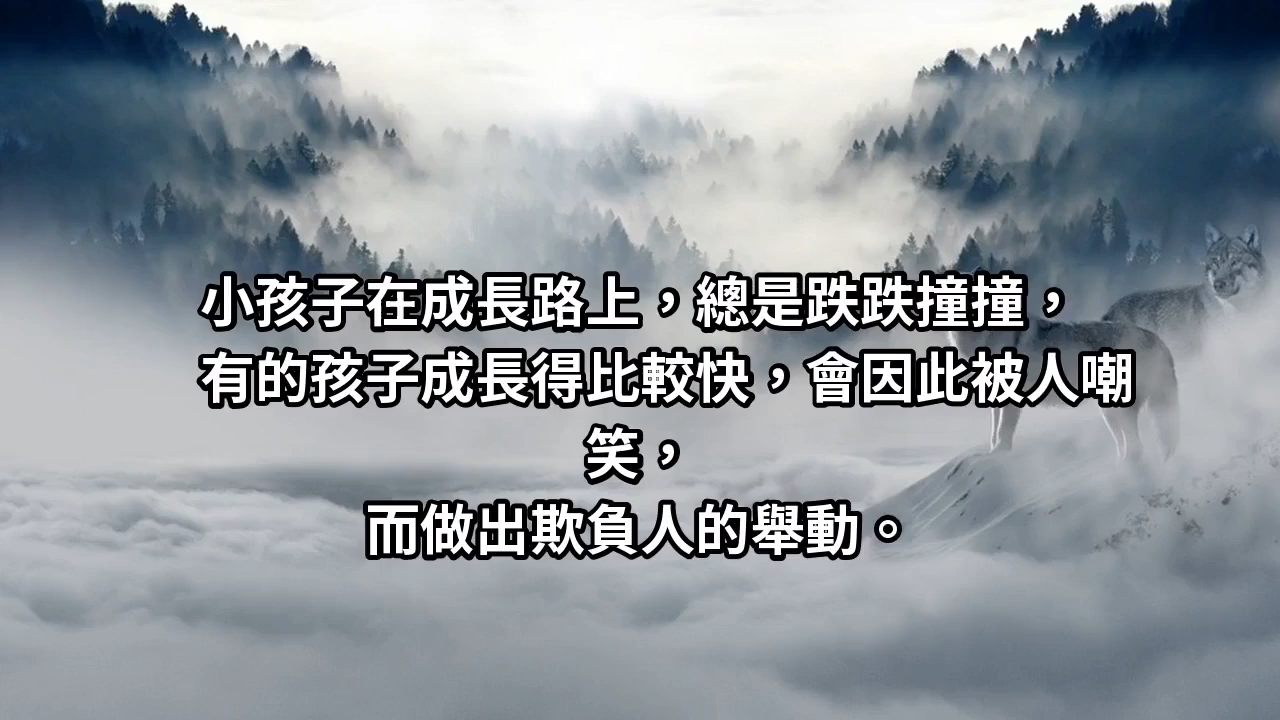 小孩子在成長路上，總是跌跌撞撞，
有的孩子成長得比較快，會因此被人嘲
笑，
而做出欺負人的舉動。